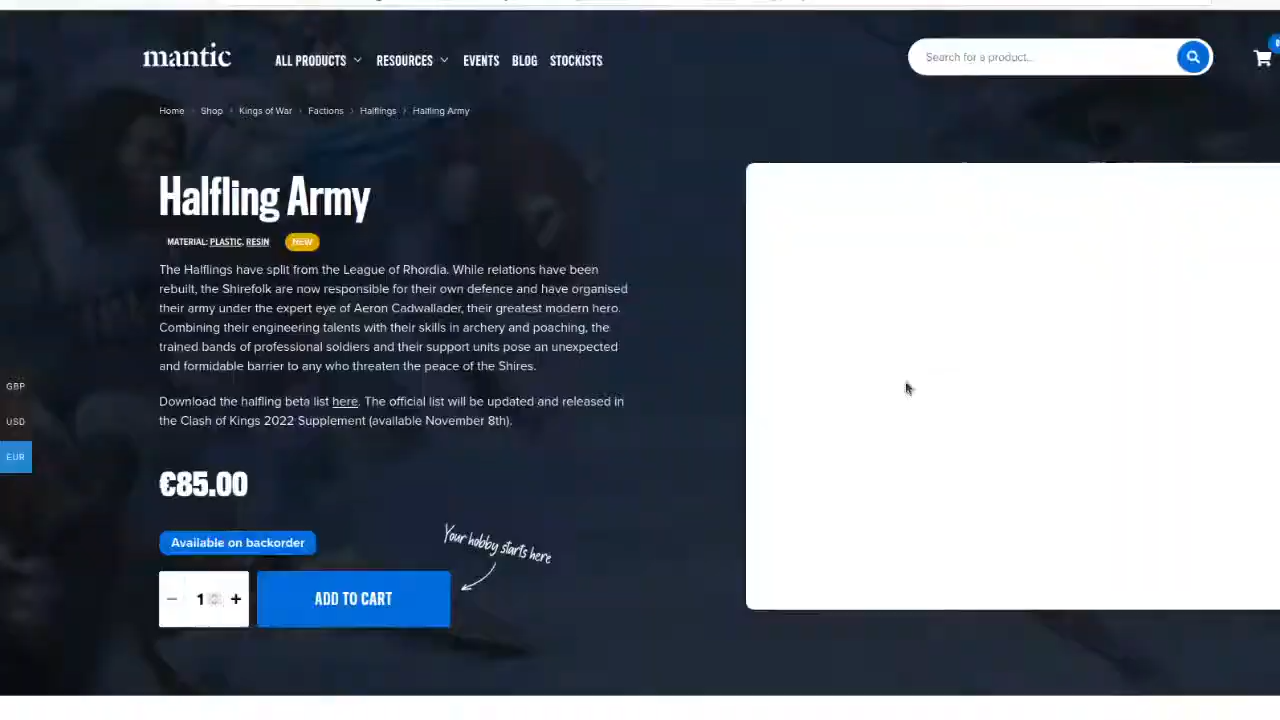 mantic
ALL PRODUCTS
RESOURCES
EVENTS
BLOG
STOCKISTS
Search for a product...
Home > Shop > Kings of War > Factions > Halflings > Halfling Army
Halfling Army
MATERIAL: PLASTIC, RESIN
NEW
The Halflings have split from the League of Rhordia. While relations have been
rebuilt, the Shirefolk are now responsible for their own defence and have organised
their army under the expert eye of Aeron Cadwallader, their greatest modern hero.
Combining their engineering talents with their skills in archery and poaching, the
trained bands of professional soldiers and their support units pose an unexpected
and formidable barrier to any who threaten the peace of the Shires.
Download the halfling beta list here. The official list will be updated and released in
the Clash of Kings 2022 Supplement (available November 8th).
GBP
USD
EUR
€85.00
Available on backorder
Your hobby starts here
− 1 +
ADD TO CART